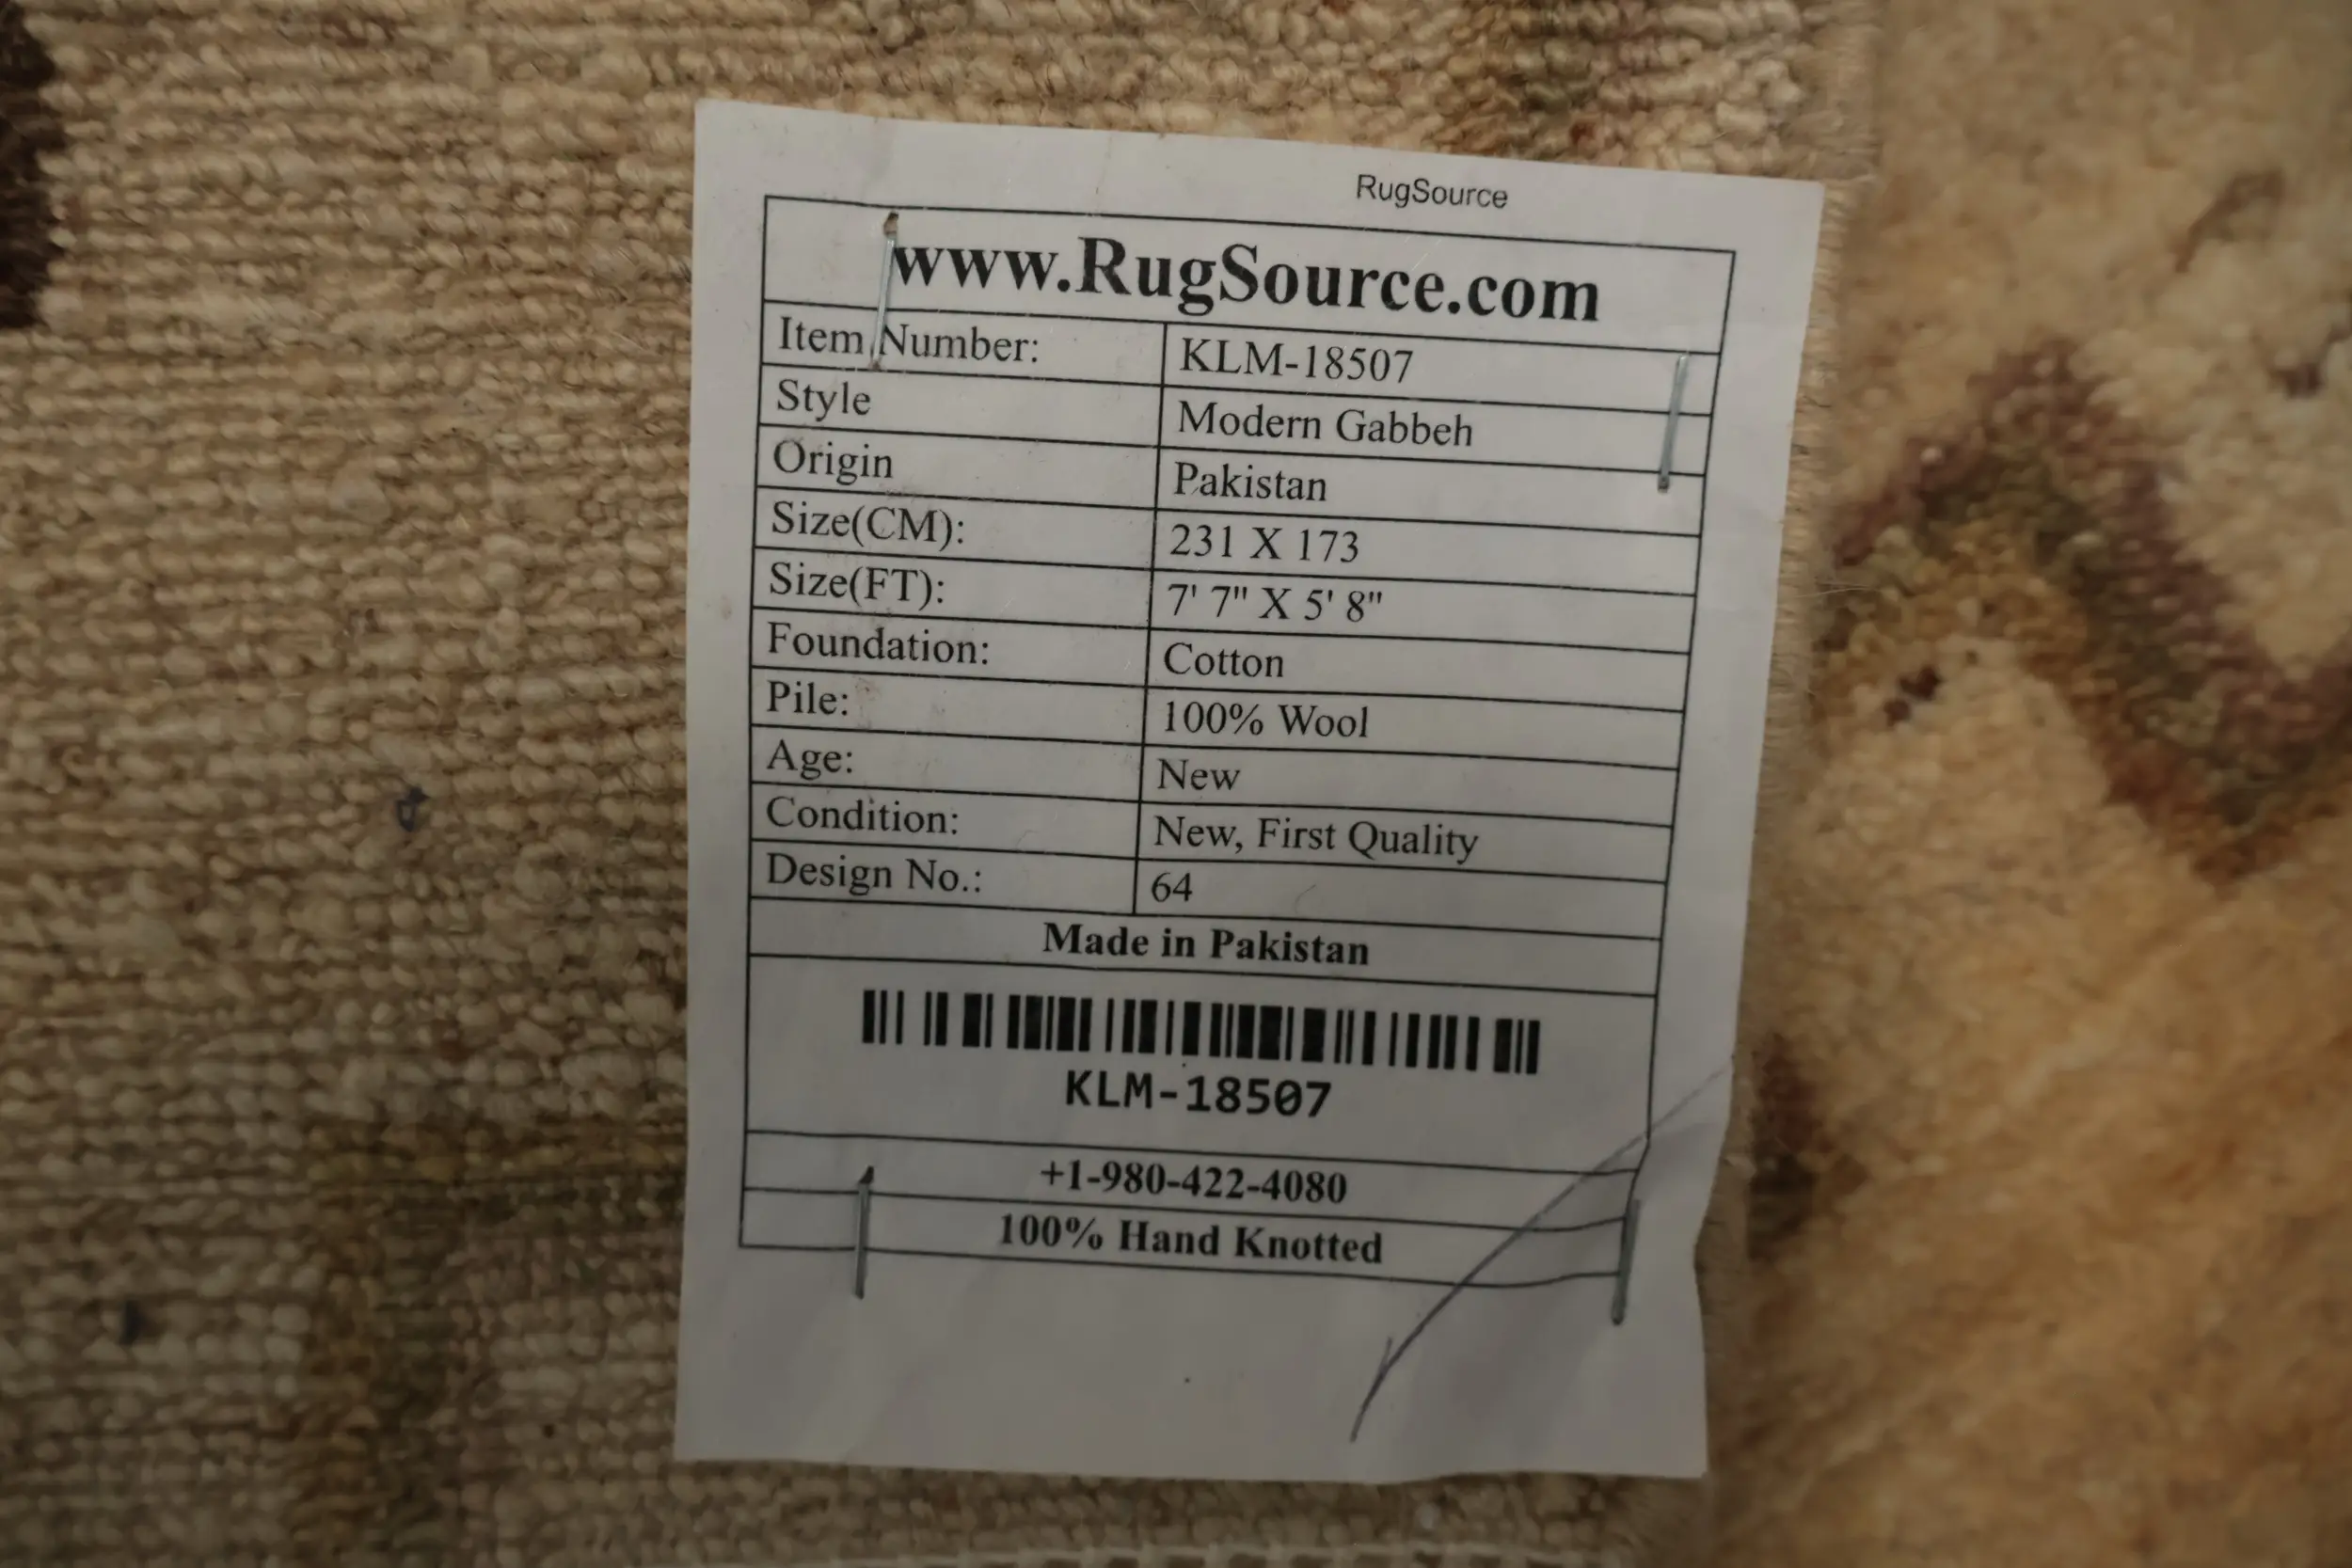 RugSource
www.RugSource.com
Item Number: KLM-18507
Style Modern Gabbeh
Origin Pakistan
Size(CM): 231 X 173
Size(FT): 7' 7" X 5' 8"
Foundation: Cotton
Pile: 100% Wool
Age: New
Condition: New, First Quality
Design No.: 64
Made in Pakistan
KLM-18507
+1-980-422-4080
100% Hand Knotted